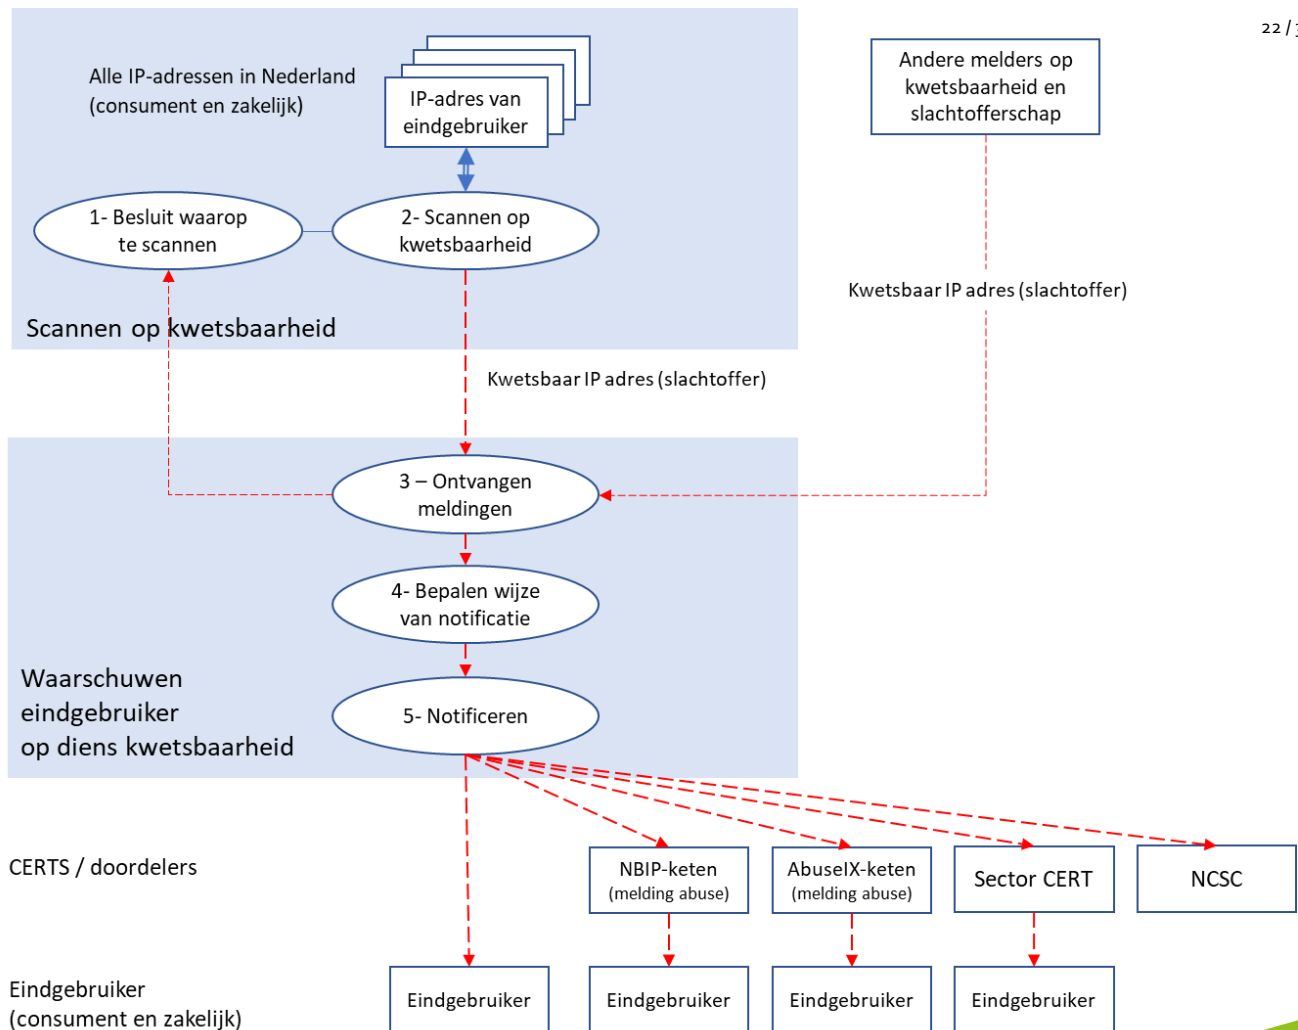 22 /
Alle IP-adressen in Nederland
(consument en zakelijk)
IP-adres van
eindgebruiker
Andere melders op
kwetsbaarheid en
slachtofferschap
1- Besluit waarop
te scannen
2- Scannen op
kwetsbaarheid
Kwetsbaar IP adres (slachtoffer)
Scannen op kwetsbaarheid
Kwetsbaar IP adres (slachtoffer)
3 – Ontvangen
meldingen
4- Bepalen wijze
van notificatie
Waarschuwen
eindgebruiker
op diens kwetsbaarheid
5- Notificeren
CERTS / doordelers
NBIP-keten
(melding abuse)
AbuseIX-keten
(melding abuse)
Sector CERT
NCSC
Eindgebruiker
(consument en zakelijk)
Eindgebruiker
Eindgebruiker
Eindgebruiker
Eindgebruiker